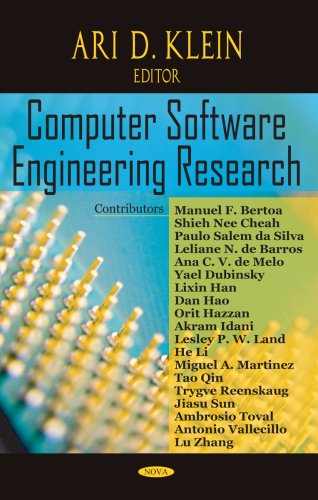 ARI D. KLEIN
EDITOR
Computer Software
Engineering Research
Contributors
Manuel F. Bertoa
Shieh Nee Cheah
Paulo Salem da Silva
Leliane N. de Barros
Ana C. V. de Melo
Yael Dubinsky
Lixin Han
Dan Hao
Orit Hazzan
Akram Idani
Lesley P. W. Land
He Li
Miguel A. Martinez
Tao Qin
Trygve Reenskaug
Jiasu Sun
Ambrosio Toval
Antonio Vallecillo
Lu Zhang
NOVA